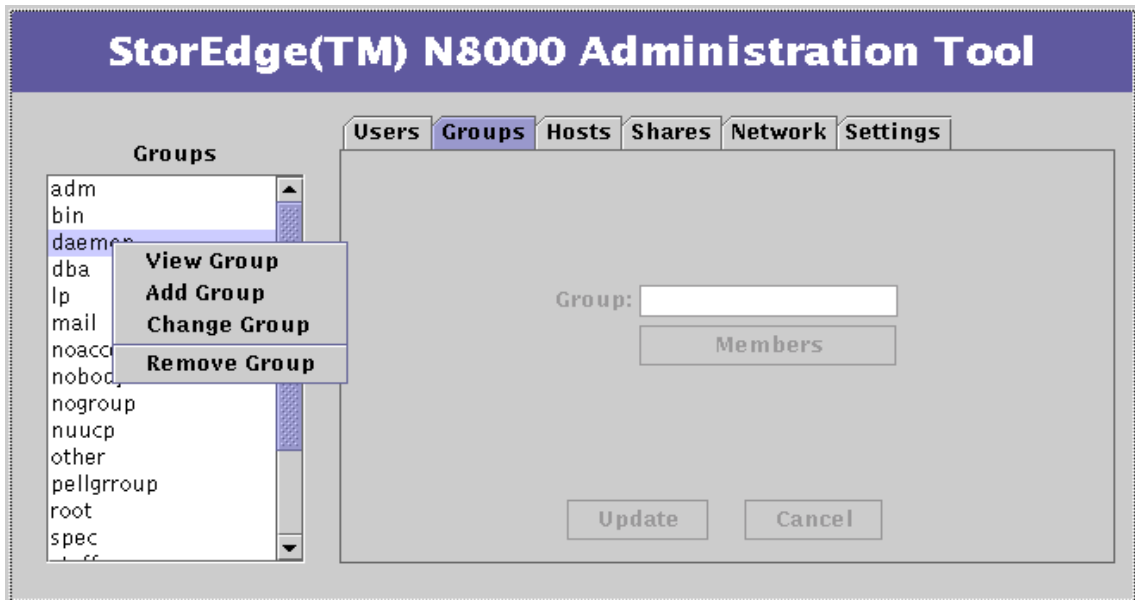 StorEdge(TM) N8000 Administration Tool
Users Groups Hosts Shares Network Settings
Groups
adm
bin
dba
lp
mail
nogroup
nuucp
other
pellgrroup
root
spec
View Group
Add Group
Change Group
Remove Group
Group:
Members
Update Cancel